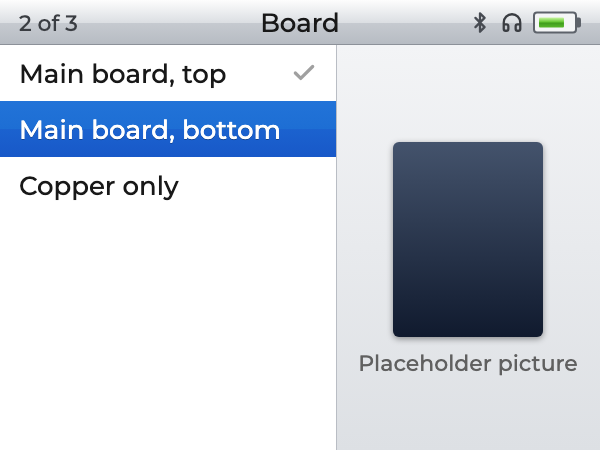 2 of 3
Board
Main board, top
Main board, bottom
Copper only
Placeholder picture